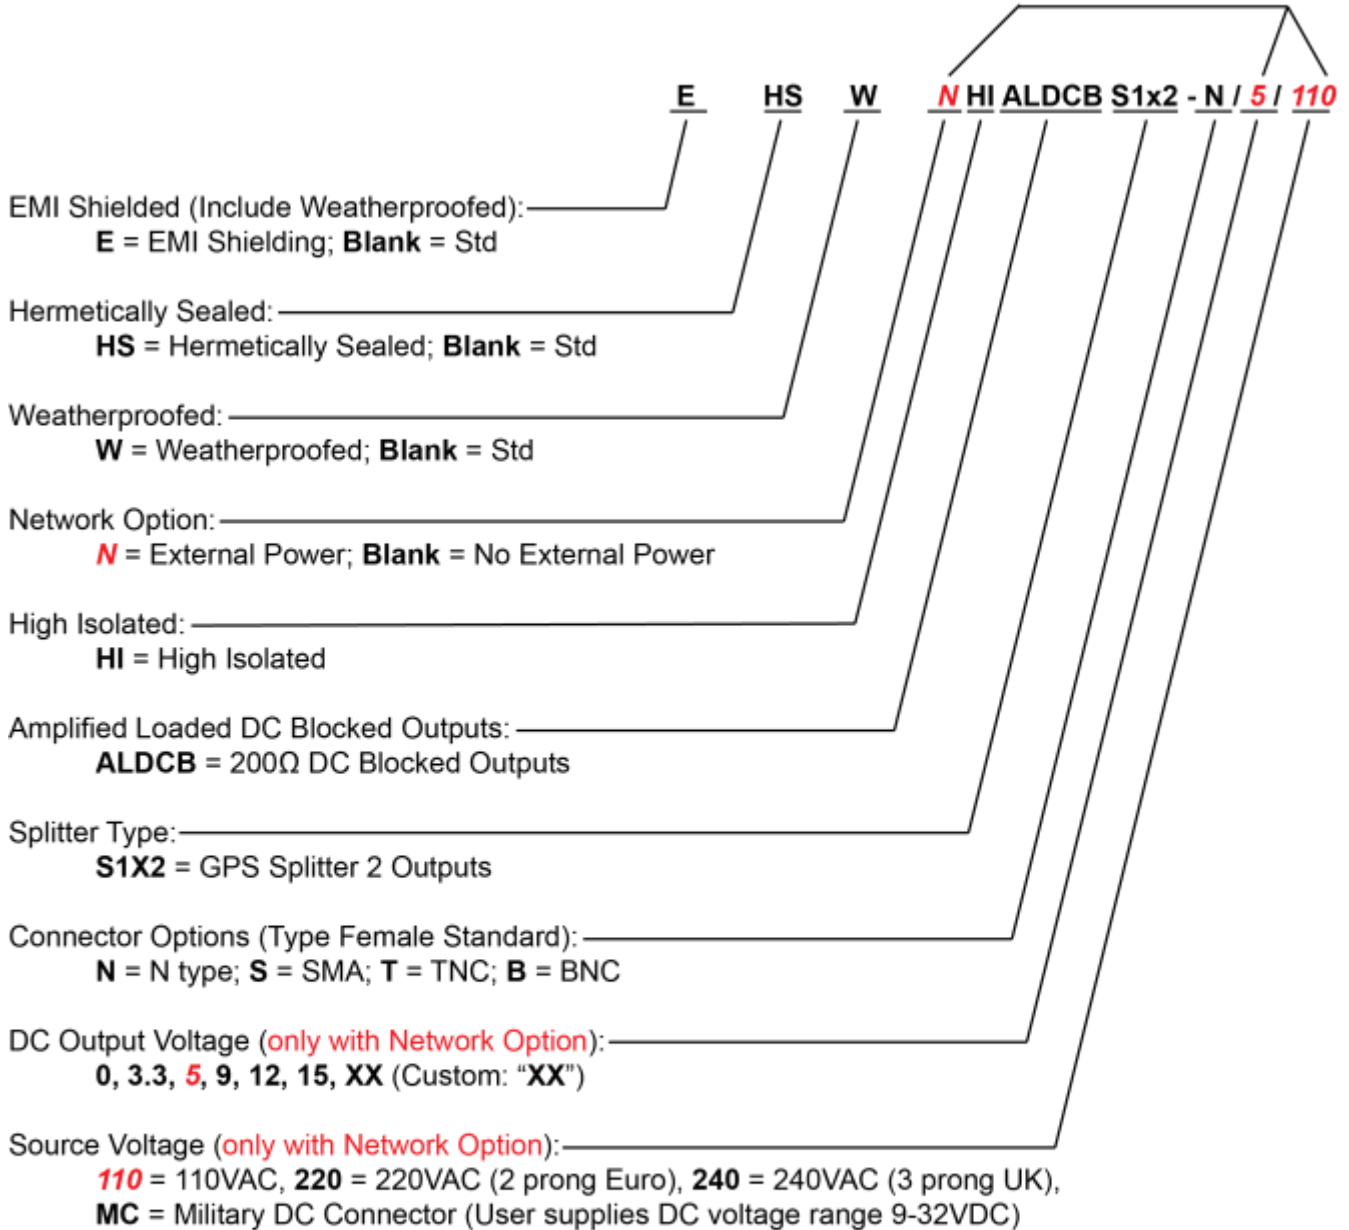 E HS W N HI ALDCB S1x2 - N / 5 / 110
EMI Shielded (Include Weatherproofed):
E = EMI Shielding; Blank = Std
Hermetically Sealed:
HS = Hermetically Sealed; Blank = Std
Weatherproofed:
W = Weatherproofed; Blank = Std
Network Option:
N = External Power; Blank = No External Power
High Isolated:
HI = High Isolated
Amplified Loaded DC Blocked Outputs:
ALDCB = 200Ω DC Blocked Outputs
Splitter Type:
S1X2 = GPS Splitter 2 Outputs
Connector Options (Type Female Standard):
N = N type; S = SMA; T = TNC; B = BNC
DC Output Voltage (only with Network Option):
0, 3.3, 5, 9, 12, 15, XX (Custom: “XX”)
Source Voltage (only with Network Option):
110 = 110VAC, 220 = 220VAC (2 prong Euro), 240 = 240VAC (3 prong UK),
MC = Military DC Connector (User supplies DC voltage range 9-32VDC)